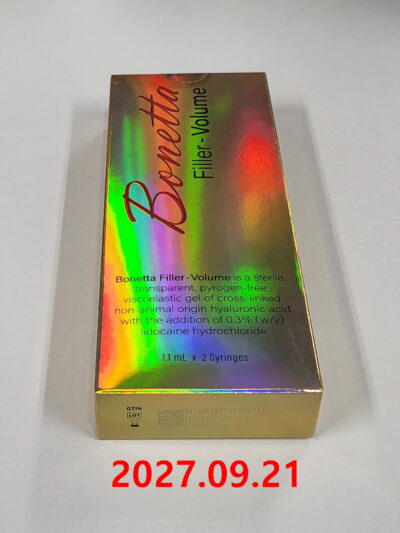 Bonetta
Filler-Volume
Bonetta Filler-Volume is a sterile,
transparent, pyrogen-free
viscoelastic gel of cross-linked
non-animal origin hyaluronic acid
with the addition of 0.3% (w/v)
lidocaine hydrochloride
1.1 mL x 2 Syringes
GTIN
LOT
2027.09.21